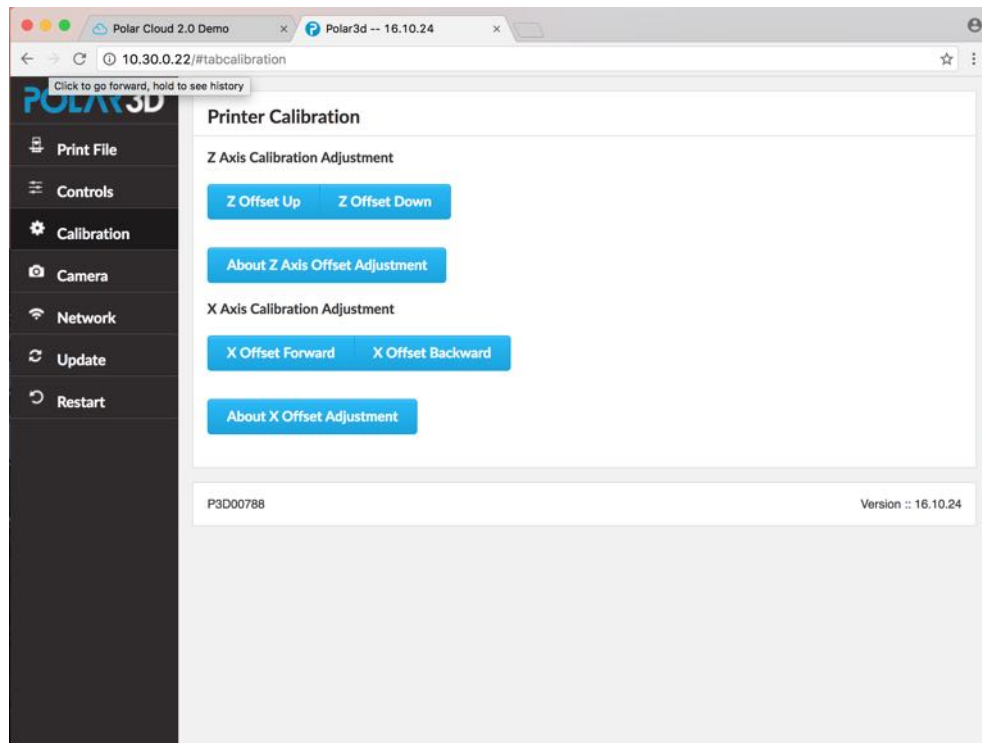 Polar Cloud 2.0 Demo
Polar3d -- 16.10.24
10.30.0.22/#tabcalibration
Click to go forward, hold to see history
POLAR3D
Print File
Controls
Calibration
Camera
Network
Update
Restart
Printer Calibration
Z Axis Calibration Adjustment
Z Offset Up Z Offset Down
About Z Axis Offset Adjustment
X Axis Calibration Adjustment
X Offset Forward X Offset Backward
About X Offset Adjustment
P3D00788 Version :: 16.10.24